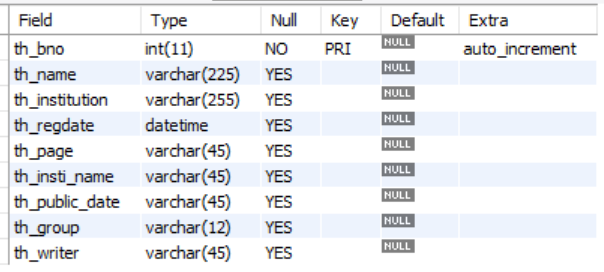 Field Type Null Key Default Extra
th_bno int(11) NO PRI NULL auto_increment
th_name varchar(225) YES NULL
th_institution varchar(255) YES NULL
th_regdate datetime YES NULL
th_page varchar(45) YES NULL
th_insti_name varchar(45) YES NULL
th_public_date varchar(45) YES NULL
th_group varchar(12) YES NULL
th_writer varchar(45) YES NULL